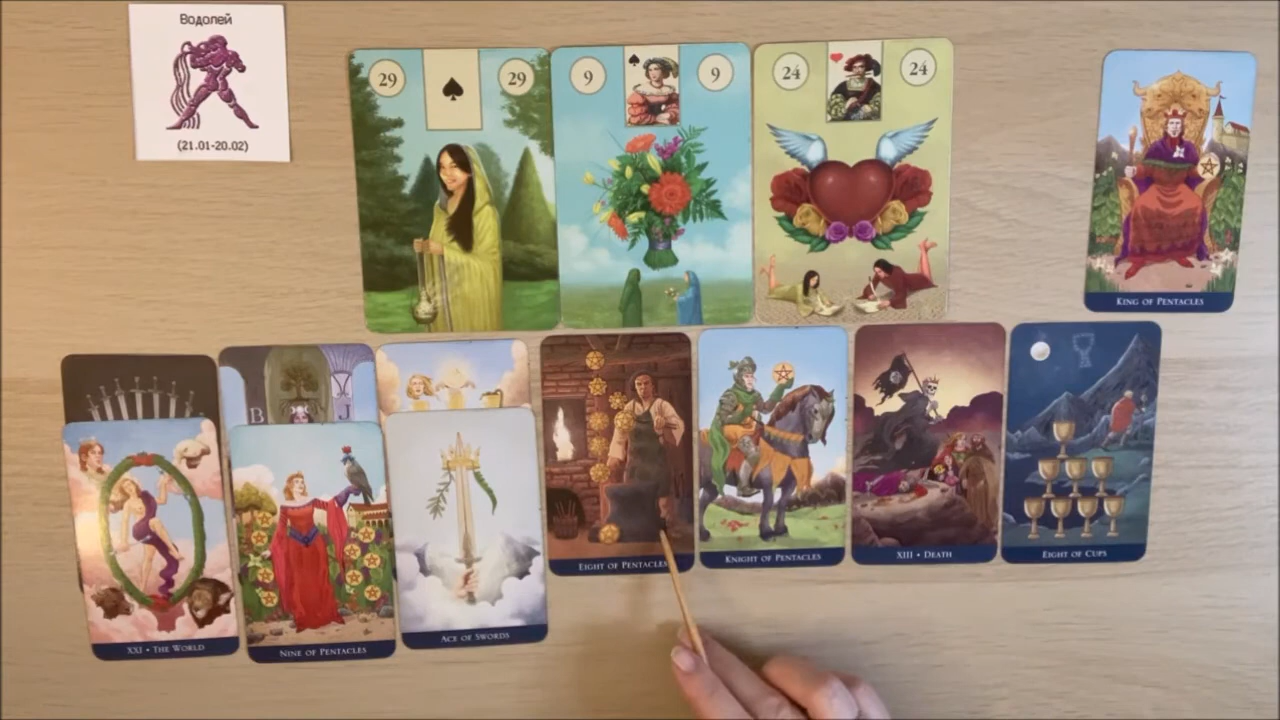 Водолей
(21.01-20.02)
29 29
9 9
24 24
KING OF PENTACLES
B J
XXI • THE WORLD
NINE OF PENTACLES
ACE OF SWORDS
EIGHT OF PENTACLES
KNIGHT OF PENTACLES
XIII • DEATH
EIGHT OF CUPS